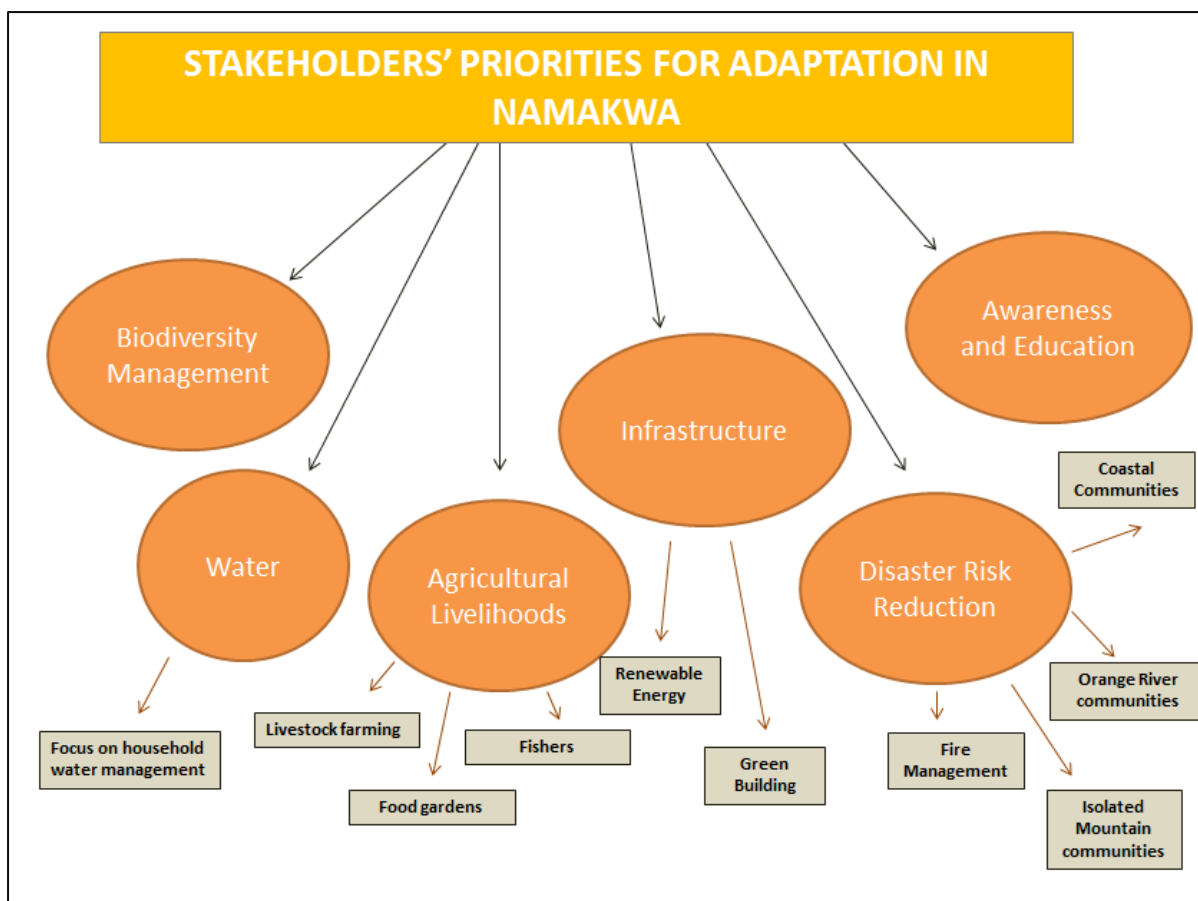 STAKEHOLDERS' PRIORITIES FOR ADAPTATION IN
NAMAKWA
Biodiversity
Management
Awareness
and Education
Infrastructure
Water
Agricultural
Livelihoods
Disaster Risk
Reduction
Coastal
Communities
Renewable
Energy
Orange River
communities
Focus on household
water management
Livestock farming
Fishers
Food gardens
Green
Building
Fire
Management
Isolated
Mountain
communities